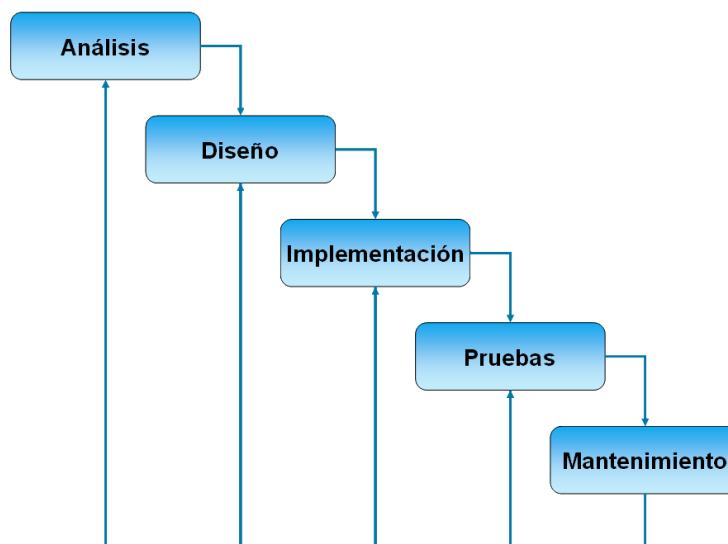 Análisis
Diseño
Implementación
Pruebas
Mantenimiento